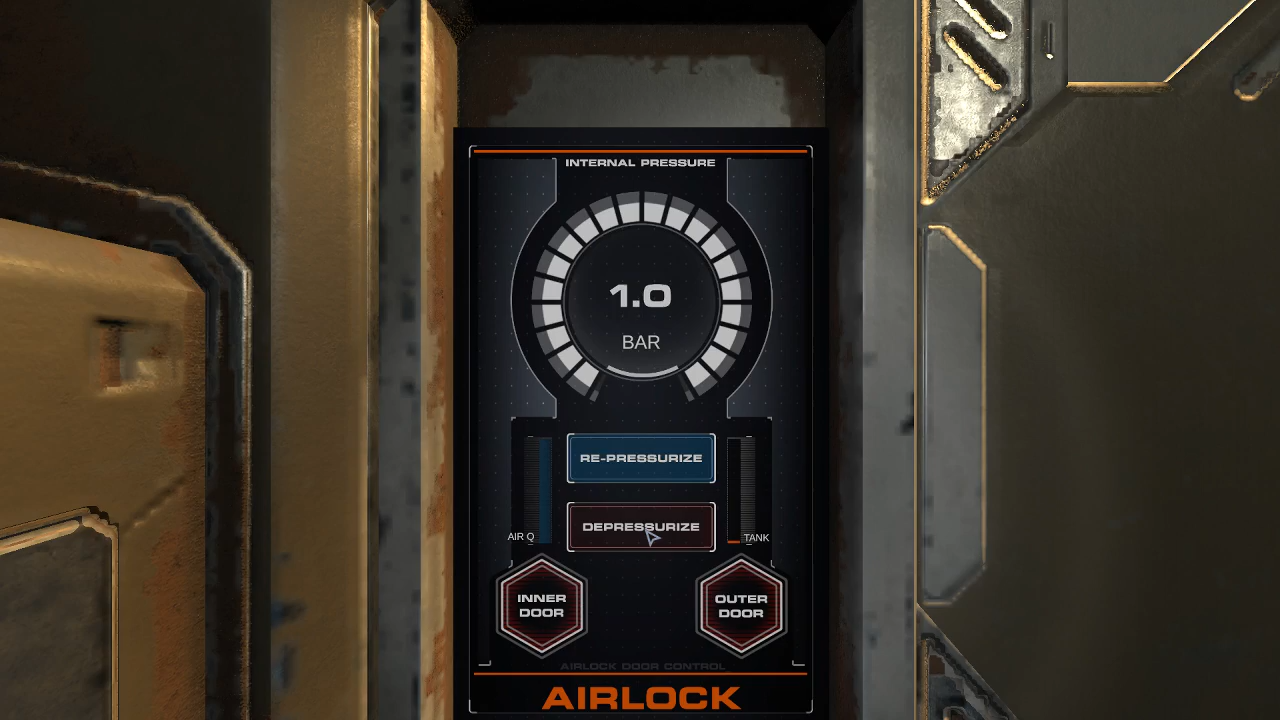 INTERNAL PRESSURE
1.0
BAR
RE-PRESSURIZE
DEPRESSURIZE
AIR Q
TANK
INNER
DOOR
OUTER
DOOR
AIRLOCK DOOR CONTROL
AIRLOCK